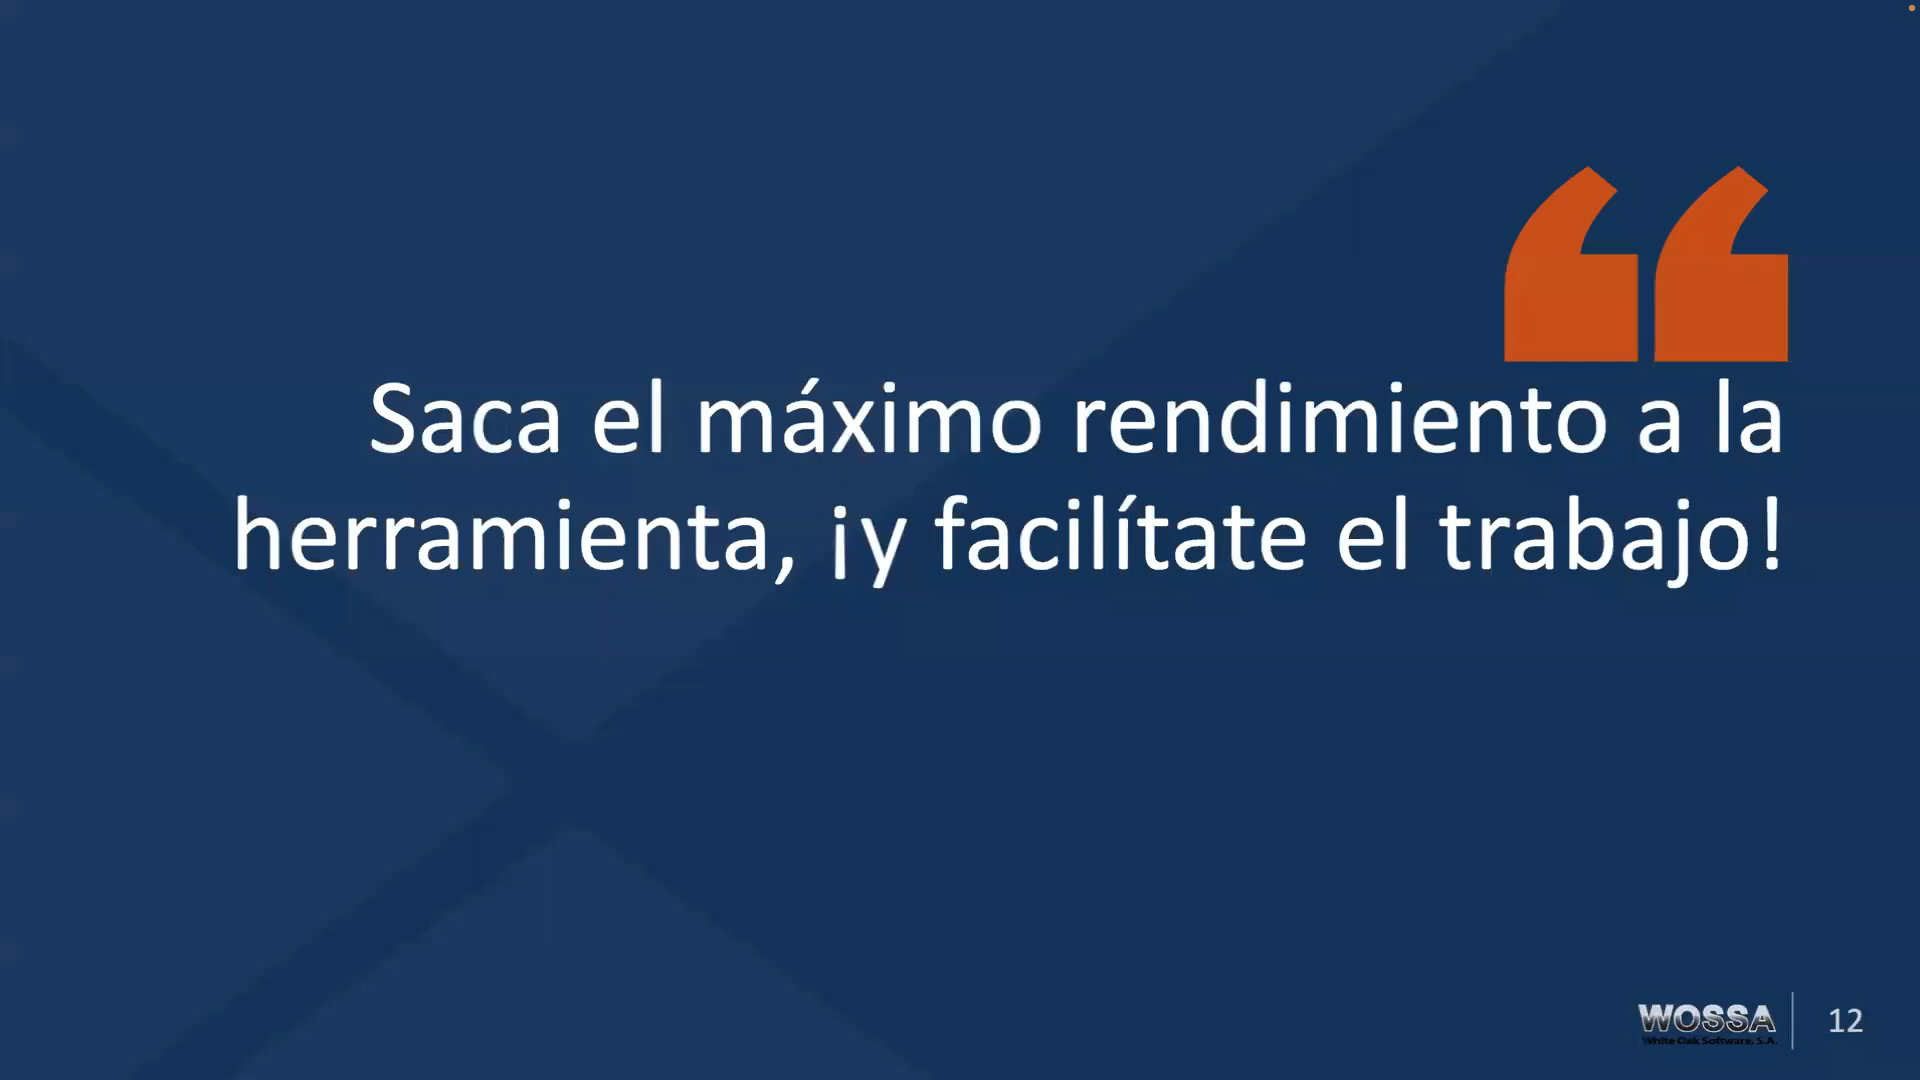 Saca el máximo rendimiento a la
herramienta, ¡y facilítate el trabajo!
WOSSA
White Oak Software, S.A.
12